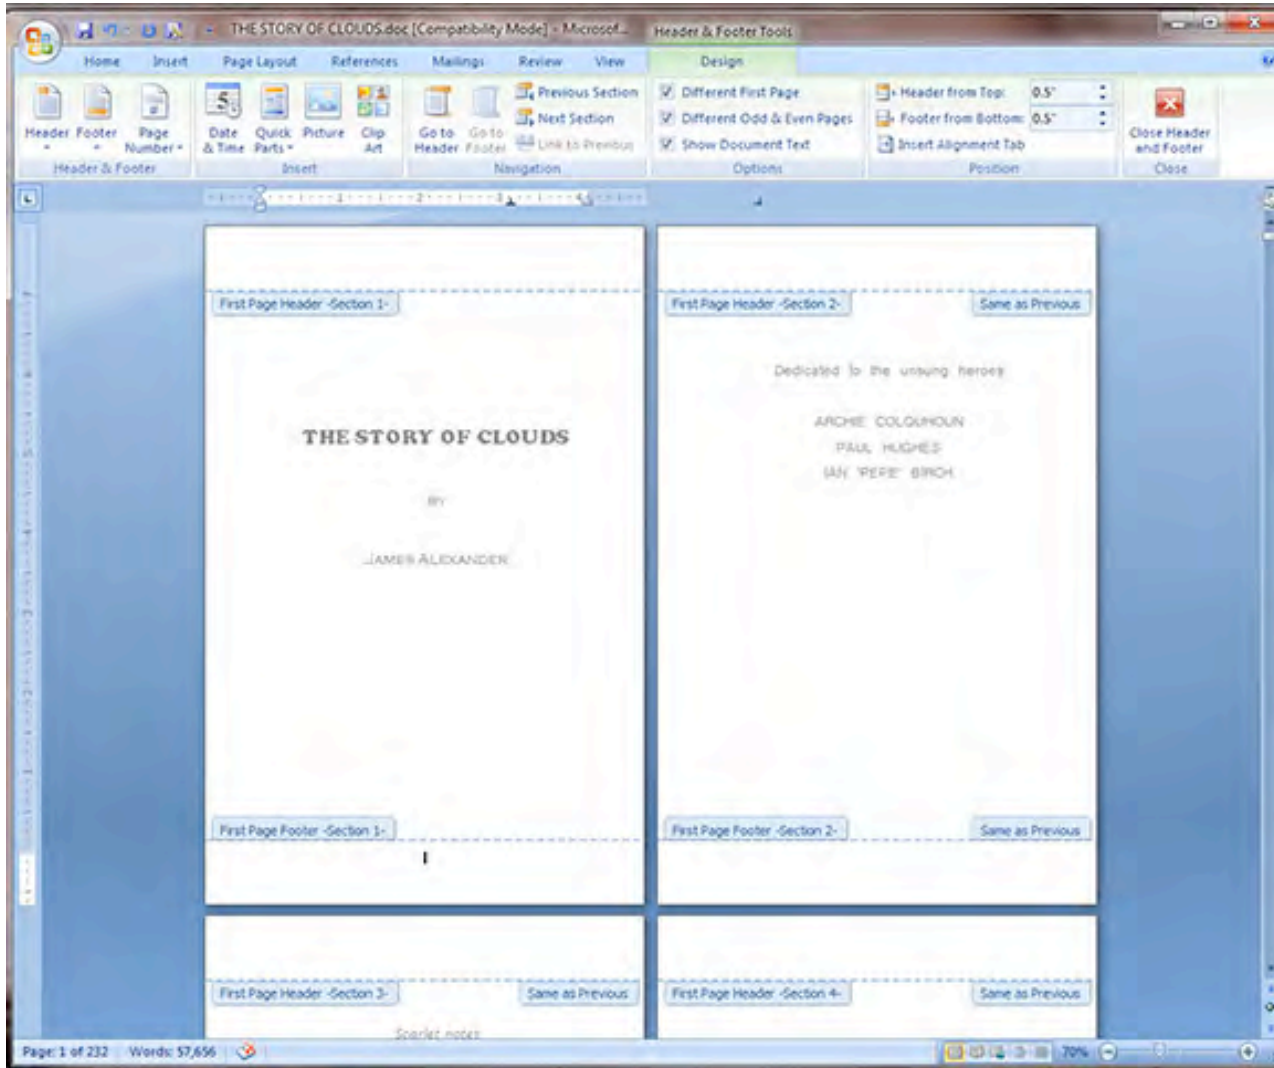 THE STORY OF CLOUDS.doc [Compatibility Mode] - Microsof...
Header & Footer Tools
Home Insert Page Layout References Mailings Review View Design
Header Footer Page Number
Date & Time Quick Parts Picture Clip Art
Go to Header Go to Footer
Previous Section
Next Section
Link to Previous
Different First Page
Different Odd & Even Pages
Show Document Text
Header from Top: 0.5"
Footer from Bottom: 0.5"
Insert Alignment Tab
Close Header and Footer
Header & Footer Insert Navigation Options Position Close
First Page Header -Section 1-
THE STORY OF CLOUDS
BY
JAMES ALEXANDER
First Page Footer -Section 1-
First Page Header -Section 2- Same as Previous
Dedicated to the unsung heroes
ARCHIE COLQUHOUN
PAUL HUGHES
IAN 'PEPE' BIRCH
First Page Footer -Section 2- Same as Previous
First Page Header -Section 3- Same as Previous
Scarlet notes
First Page Header -Section 4- Same as Previous
Page: 1 of 232 Words: 57,656 70%